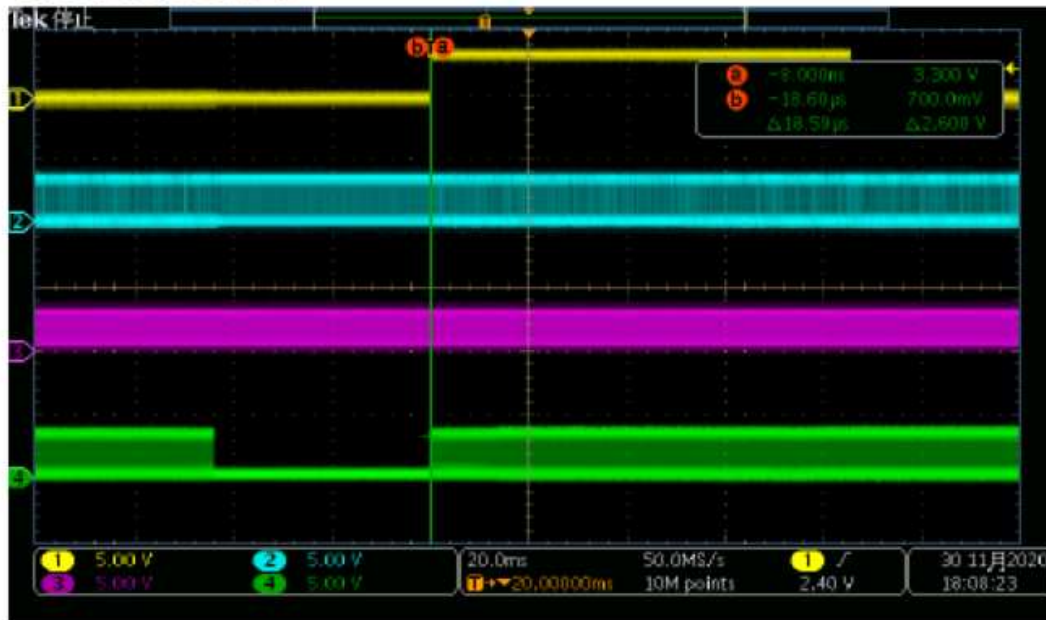 Tek 停止
T
b a
a -8.000ms 3.300 V
b -18.60µs 700.0mV
Δ18.59µs Δ2.600 V
1
2
3
4
1 5.00 V 2 5.00 V
3 5.00 V 4 5.00 V
20.0ms 50.0MS/s 1
T→▼20.00000ms 10M points 2.40 V
30 11月2020
18:08:23